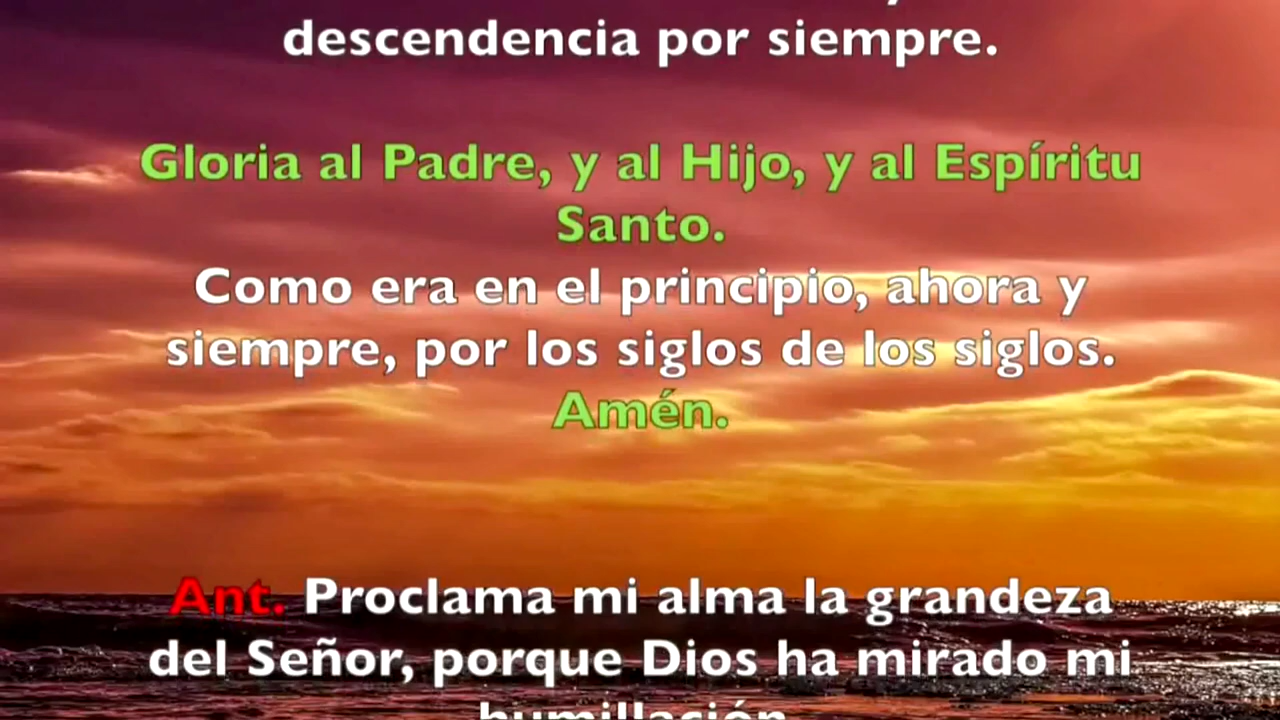 descendencia por siempre.
Gloria al Padre, y al Hijo, y al Espíritu
Santo.
Como era en el principio, ahora y
siempre, por los siglos de los siglos.
Amén.
Ant. Proclama mi alma la grandeza
del Señor, porque Dios ha mirado mi
humillación.